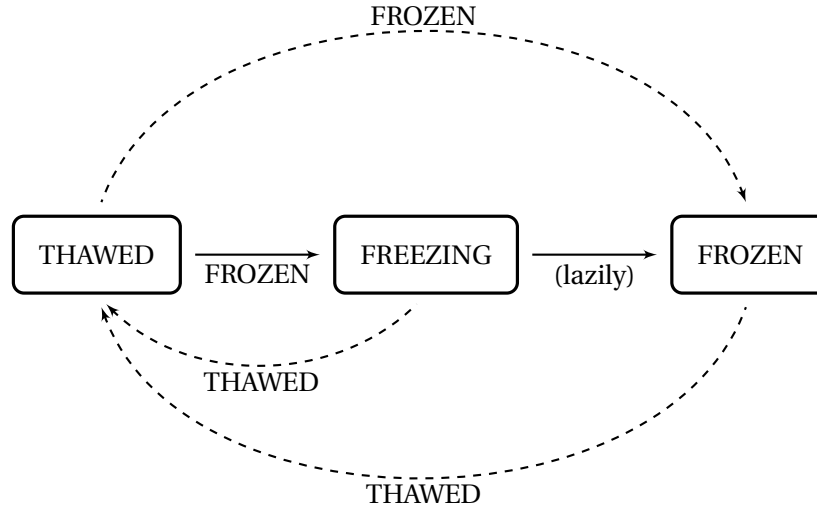 FROZEN
THAWED
FROZEN
FREEZING
(lazily)
FROZEN
THAWED
THAWED